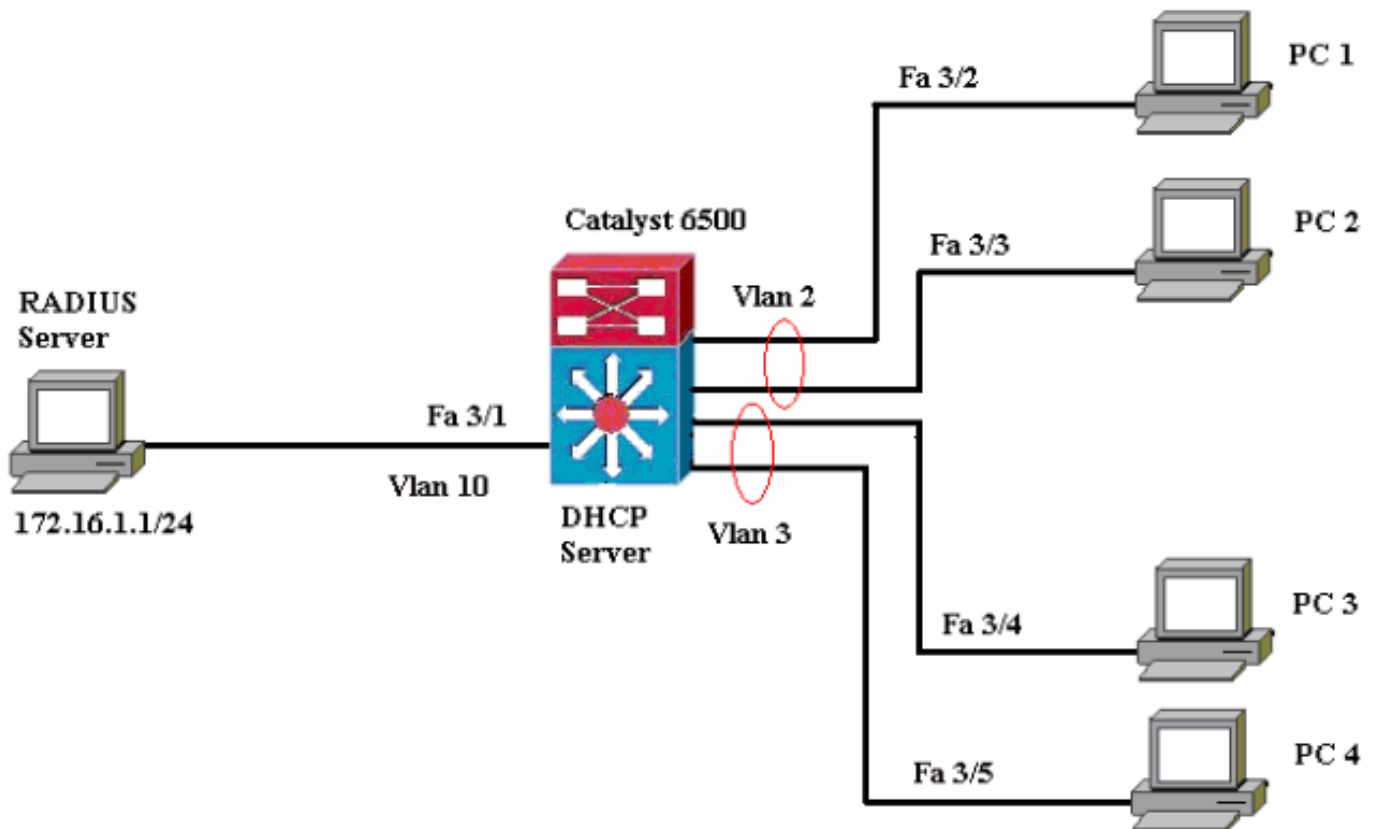 PC 1
Fa 3/2
PC 2
Catalyst 6500
Fa 3/3
Vlan 2
RADIUS
Server
Fa 3/1
Vlan 10
172.16.1.1/24
DHCP
Server
Vlan 3
PC 3
Fa 3/4
PC 4
Fa 3/5